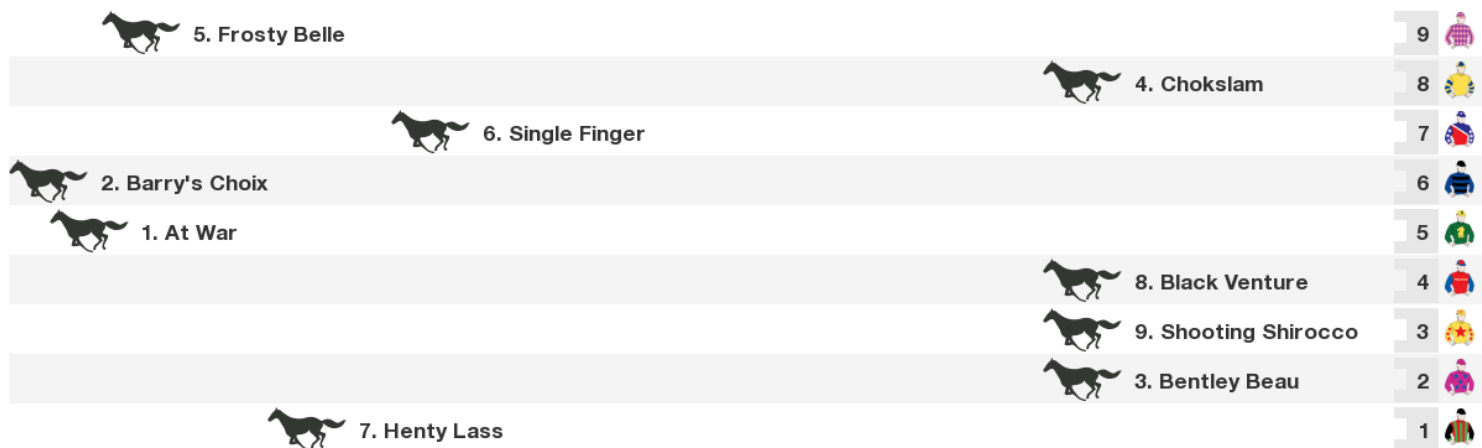 5. Frosty Belle 9
4. Chokslam 8
6. Single Finger 7
2. Barry's Choix 6
1. At War 5
8. Black Venture 4
9. Shooting Shirocco 3
3. Bentley Beau 2
7. Henty Lass 1